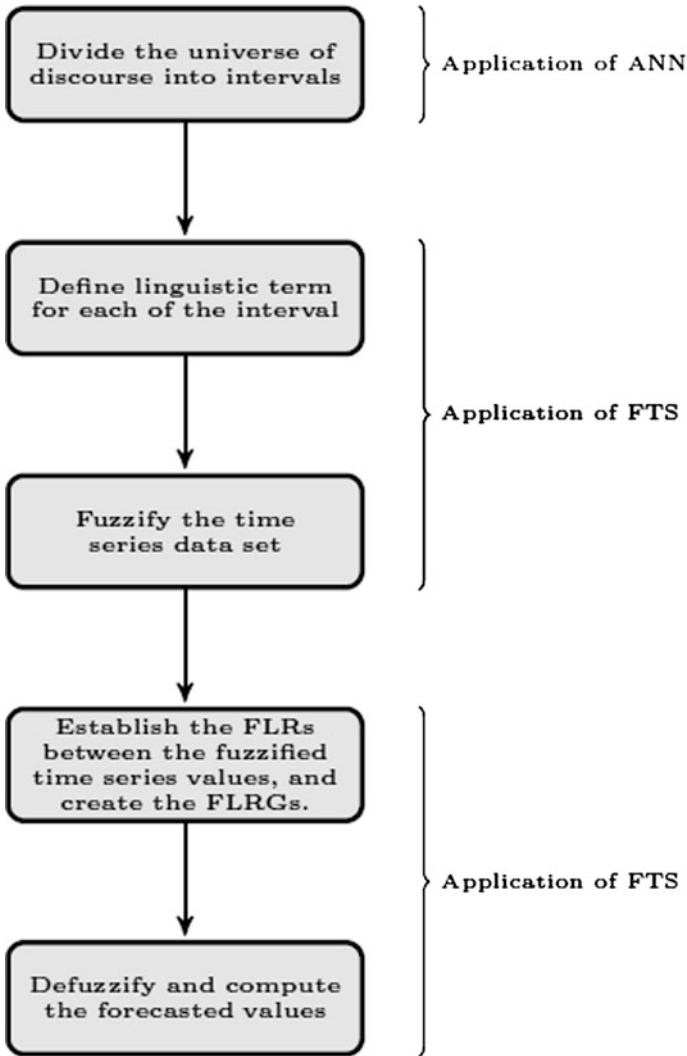 Divide the universe of
discourse into intervals
Application of ANN
Define linguistic term
for each of the interval
Application of FTS
Fuzzify the time
series data set
Establish the FLRs
between the fuzzified
time series values, and
create the FLRGs.
Application of FTS
Defuzzify and compute
the forecasted values